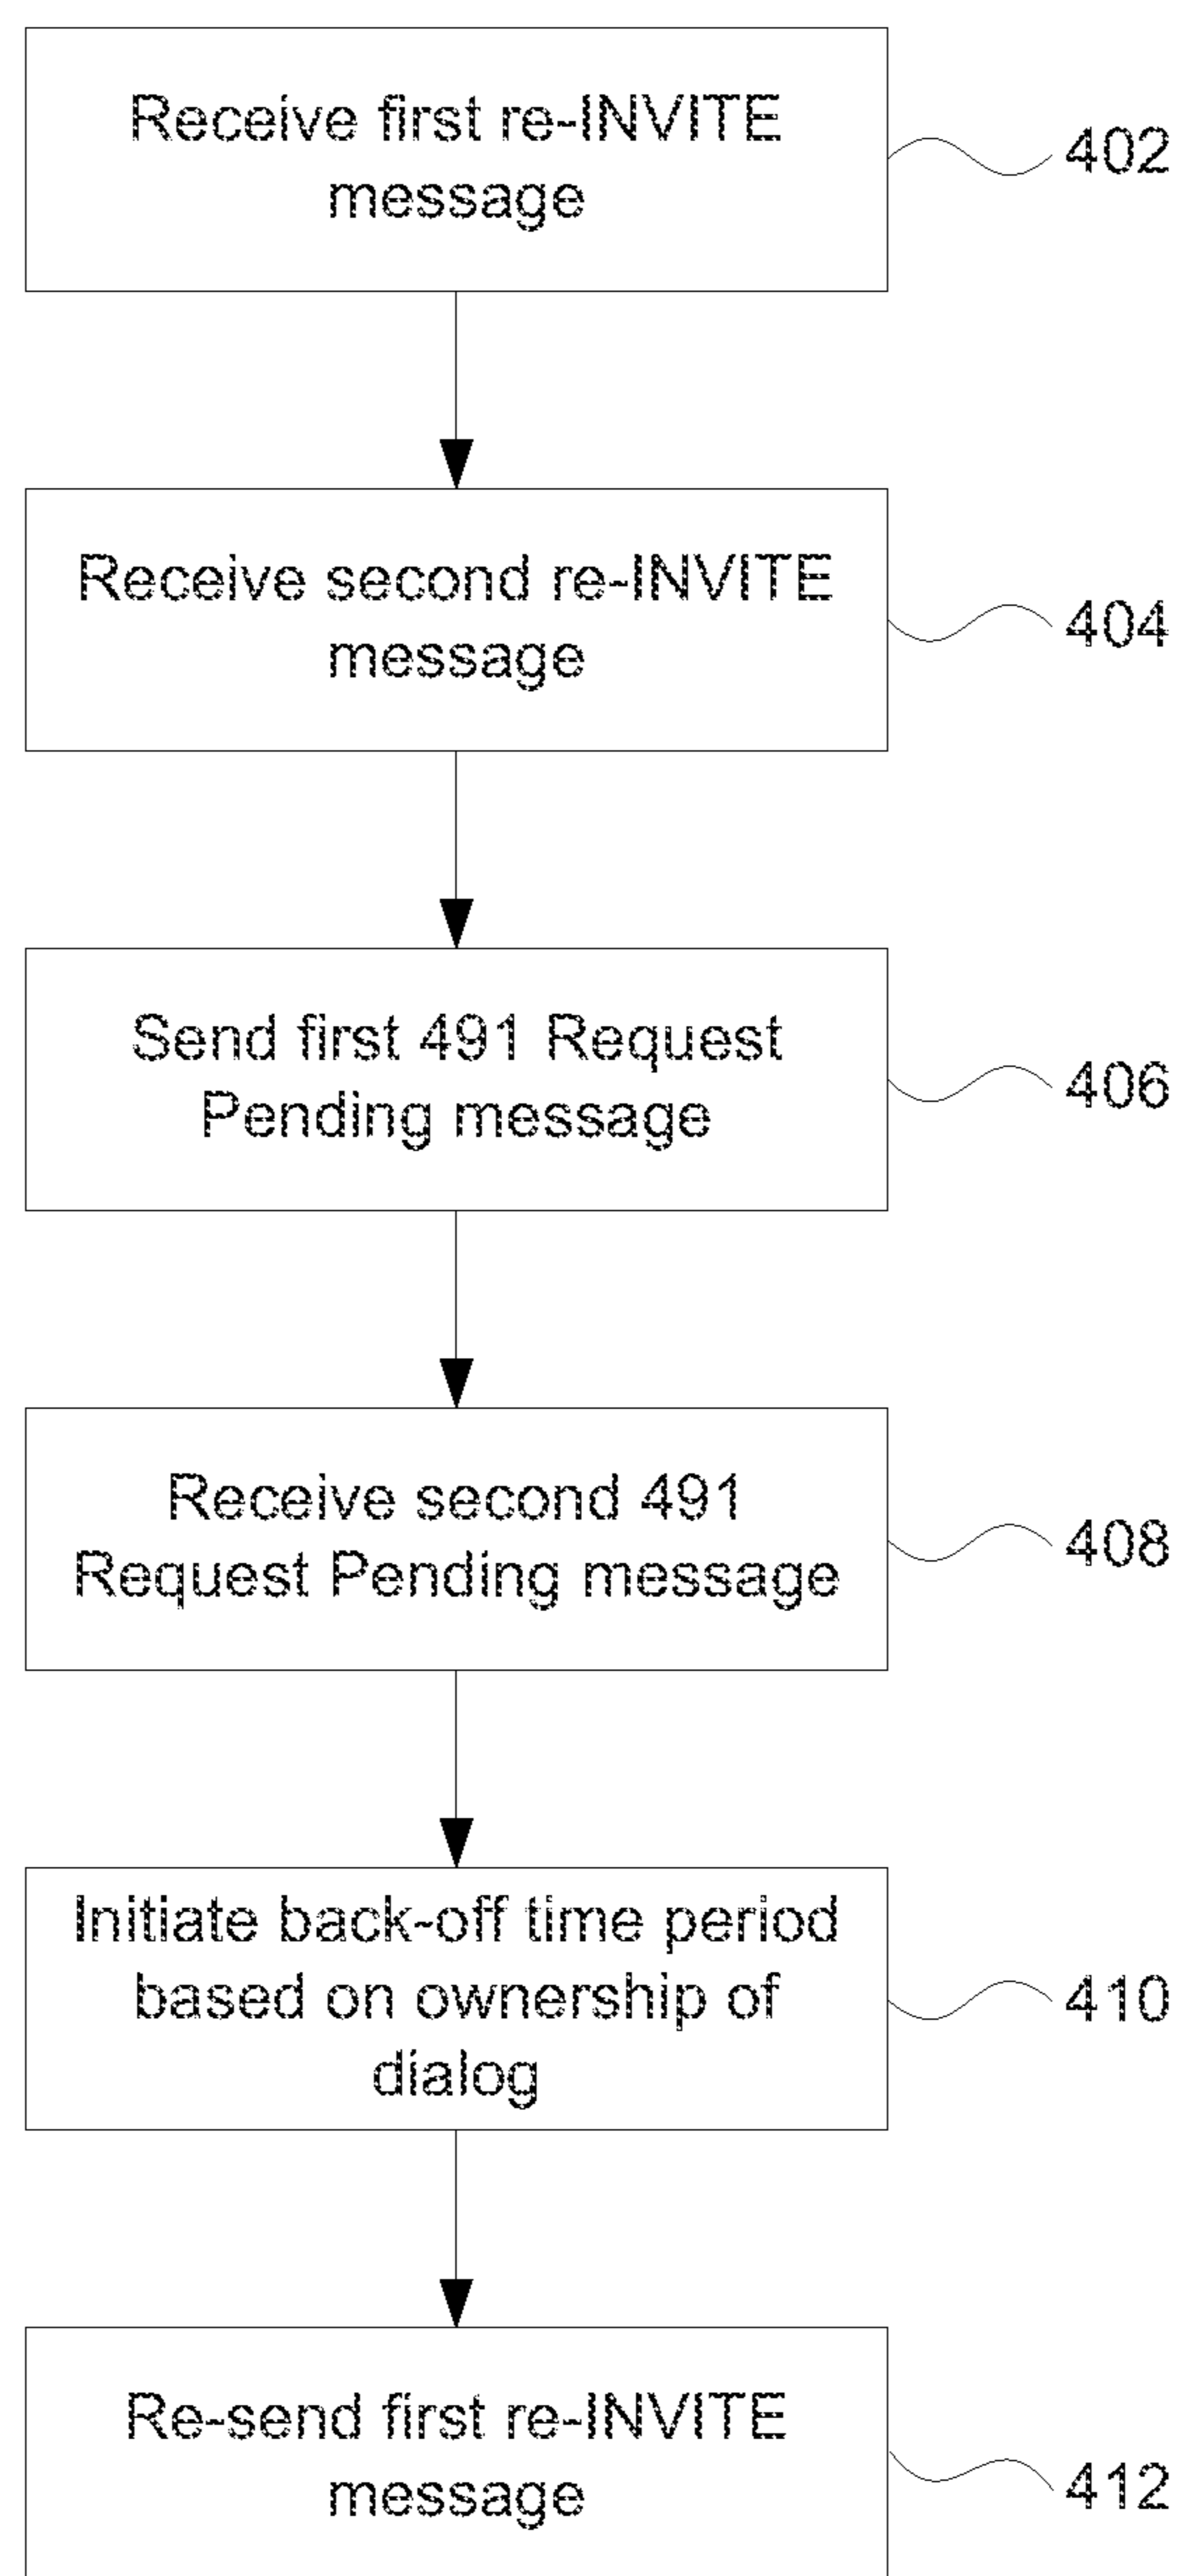 Receive first re-INVITE
message
402
Receive second re-INVITE
message
404
Send first 491 Request
Pending message
406
Receive second 491
Request Pending message
408
Initiate back-off time period
based on ownership of
dialog
410
Re-send first re-INVITE
message
412